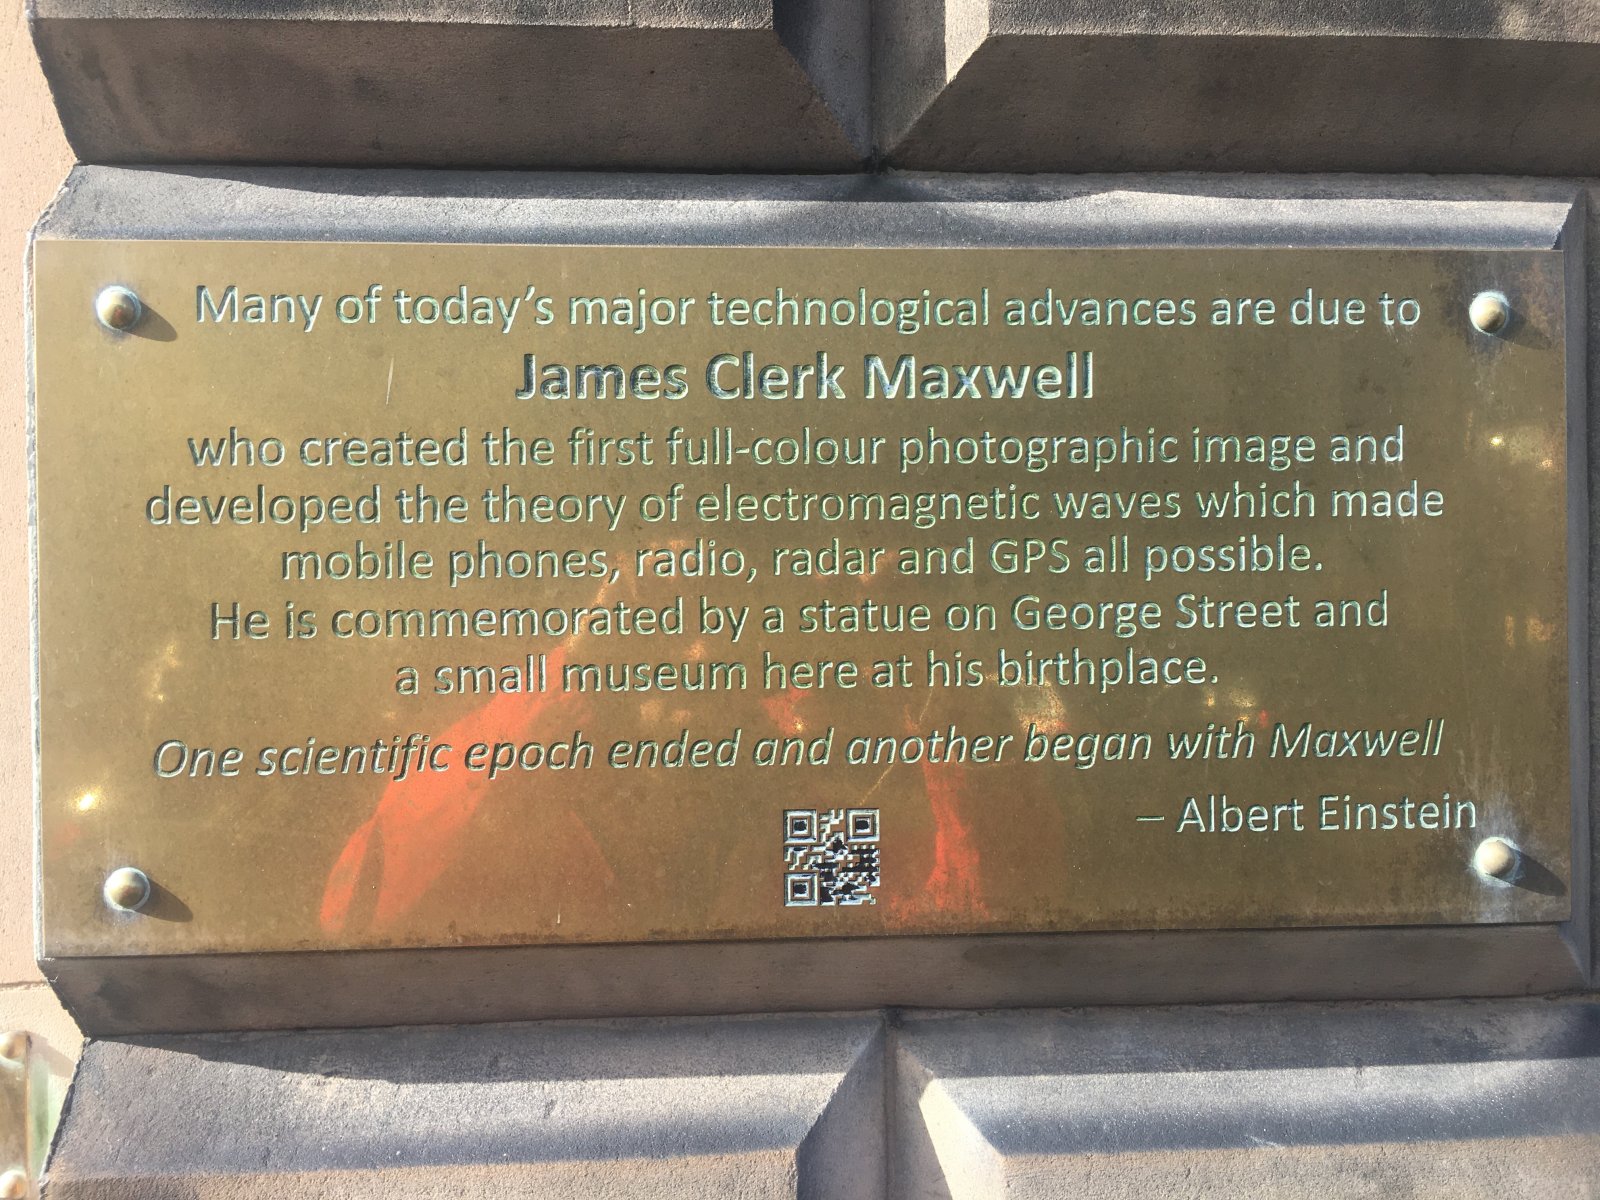 Many of today's major technological advances are due to
James Clerk Maxwell
who created the first full-colour photographic image and
developed the theory of electromagnetic waves which made
mobile phones, radio, radar and GPS all possible.
He is commemorated by a statue on George Street and
a small museum here at his birthplace.
One scientific epoch ended and another began with Maxwell
– Albert Einstein